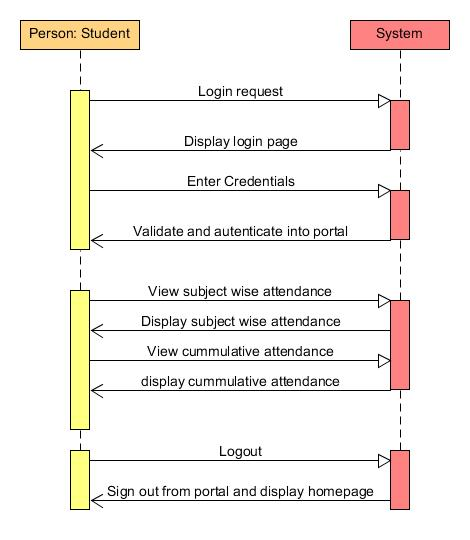 Person: Student
System
Login request
Display login page
Enter Credentials
Validate and autenticate into portal
View subject wise attendance
Display subject wise attendance
View cummulative attendance
display cummulative attendance
Logout
Sign out from portal and display homepage